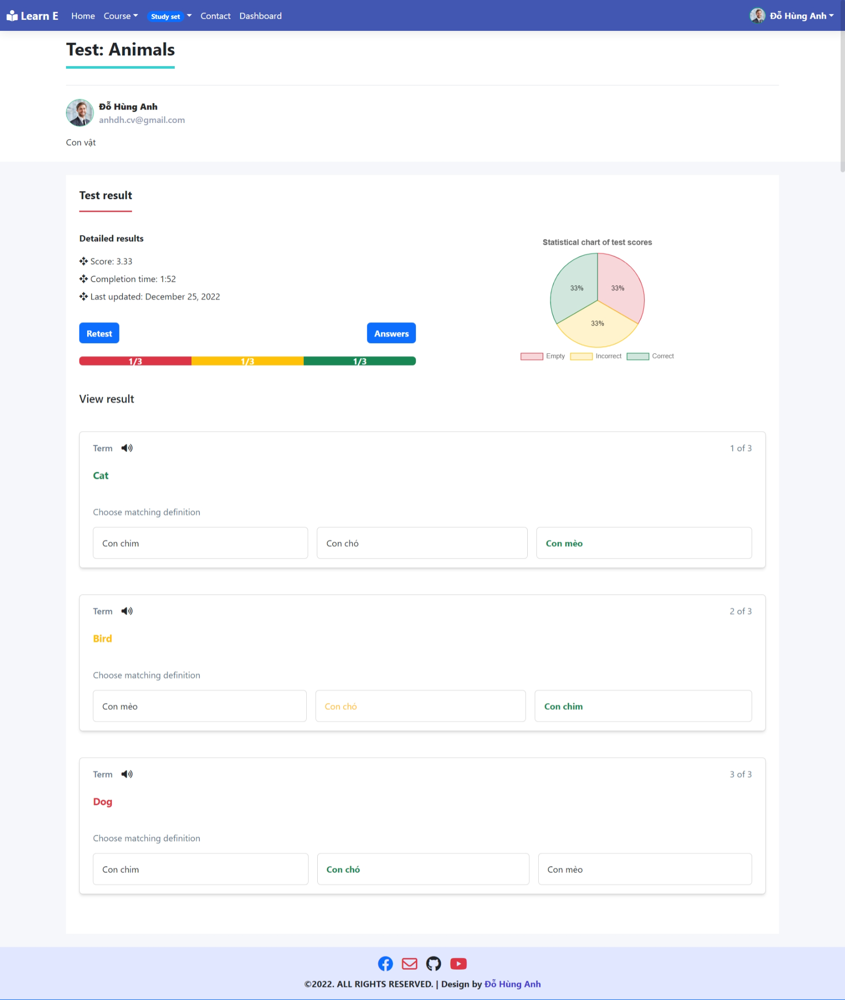 Learn E Home Course Study set Contact Dashboard Đỗ Hùng Anh
Test: Animals
Đỗ Hùng Anh
anhdh.cv@gmail.com
Con vật
Test result
Detailed results
Score: 3.33
Completion time: 1:52
Last updated: December 25, 2022
Retest
Answers
1/3 1/3 1/3
Statistical chart of test scores
33% 33%
33%
Empty Incorrect Correct
View result
Term 1 of 3
Cat
Choose matching definition
Con chim Con chó Con mèo
Term 2 of 3
Bird
Choose matching definition
Con mèo Con chó Con chim
Term 3 of 3
Dog
Choose matching definition
Con chim Con chó Con mèo
©2022. ALL RIGHTS RESERVED. | Design by Đỗ Hùng Anh